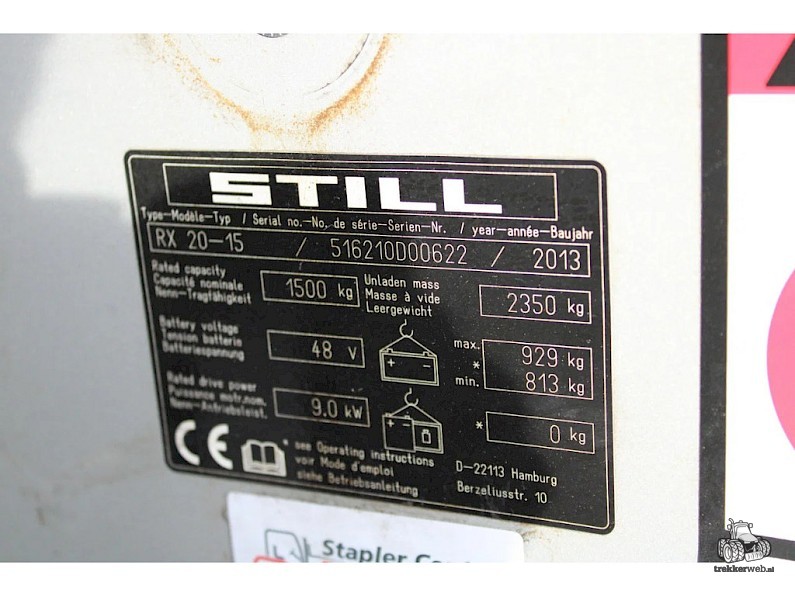 STILL
Type-Modèle-Typ / Serial no.-No. de série-Serien-Nr. / year-année-Baujahr
RX 20-15 / 516210D00622 / 2013
Rated capacity
Capacité nominale
Nenn-Tragfähigkeit
1500 kg
Unladen mass
Masse à vide
Leergewicht
2350 kg
Battery voltage
Tension batterin
Batteriespannung
48 V
+ -
max. 929 kg
*
min. 813 kg
Rated drive power
Puissance motr.nom.
Nenn-Antriebsleist.
9.0 kW
+ -
* 0 kg
CE
* see Operating instructions
voir Mode d'emploi
siehe Betriebsanleitung
D-22113 Hamburg
Berzeliusstr. 10
Stapler
trekkerweb.nl